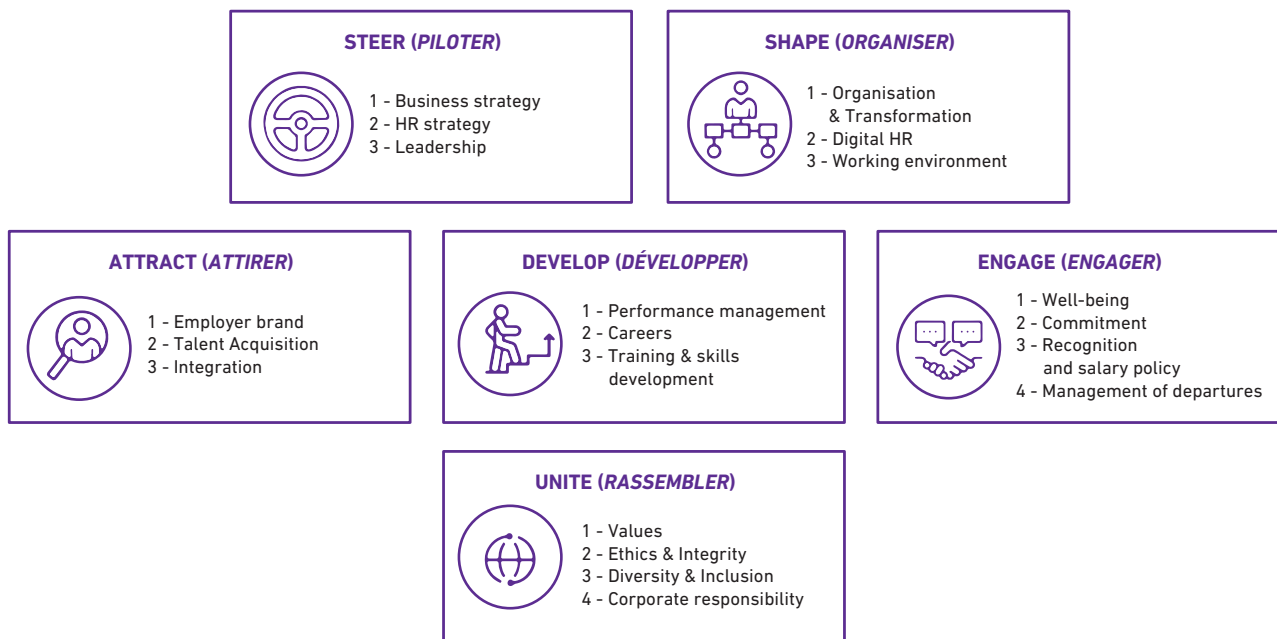 STEER (PILOTER)
1 - Business strategy
2 - HR strategy
3 - Leadership
SHAPE (ORGANISER)
1 - Organisation
& Transformation
2 - Digital HR
3 - Working environment
ATTRACT (ATTIRER)
1 - Employer brand
2 - Talent Acquisition
3 - Integration
DEVELOP (DÉVELOPPER)
1 - Performance management
2 - Careers
3 - Training & skills
development
ENGAGE (ENGAGER)
1 - Well-being
2 - Commitment
3 - Recognition
and salary policy
4 - Management of departures
UNITE (RASSEMBLER)
1 - Values
2 - Ethics & Integrity
3 - Diversity & Inclusion
4 - Corporate responsibility